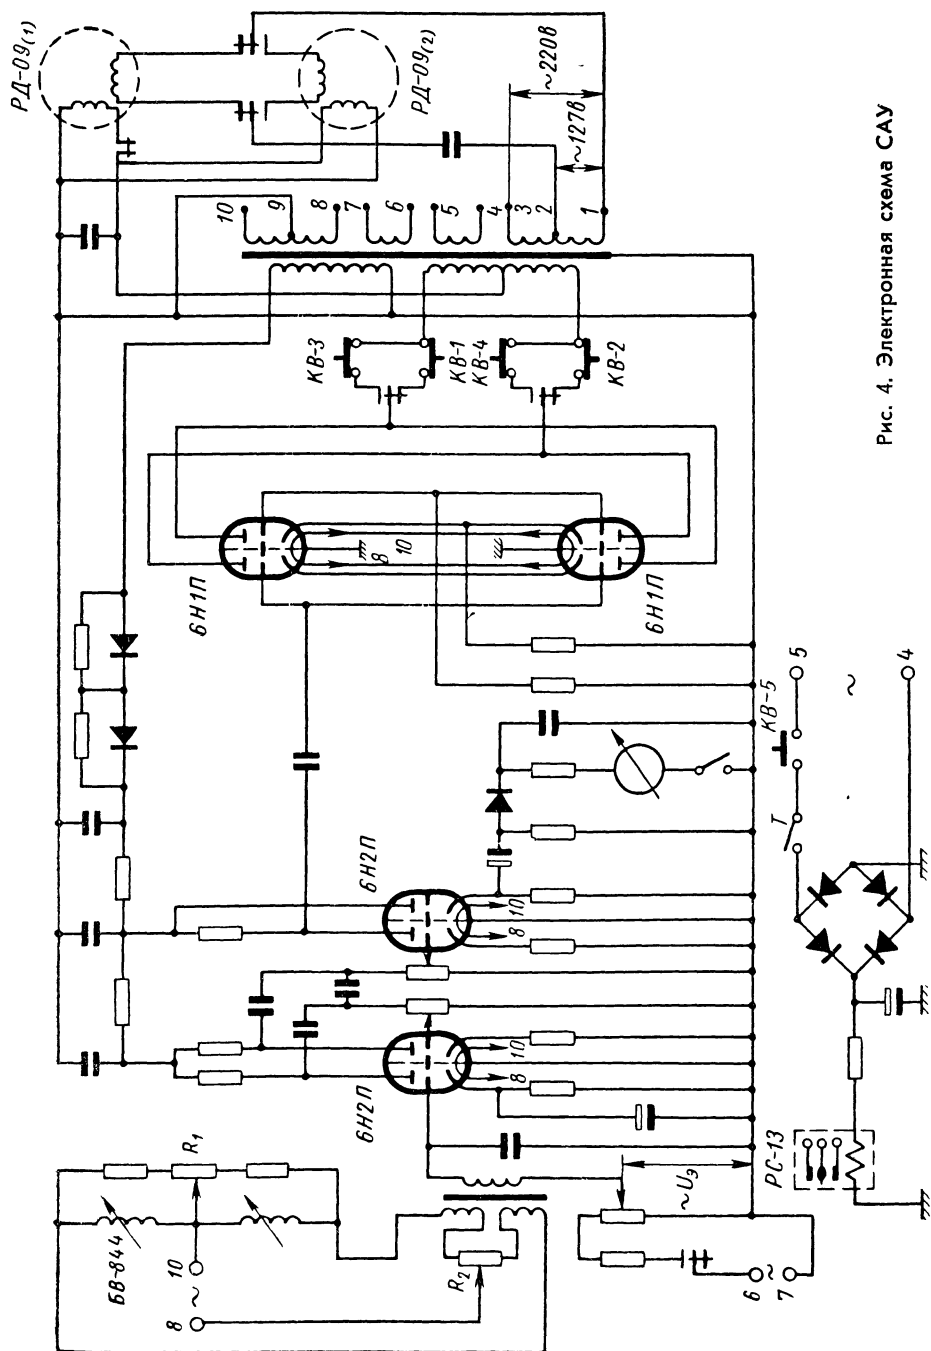 БВ-844
R₁
8 ~ 10
R₂
6Н2П
8
10
6Н2П
8
10
~Uэ
6 ~ 7
РС-13
Т
КВ-5
~
5
4
6Н1П
8
10
6Н1П
КВ-3
КВ-1
КВ-4
КВ-2
10
9
8
7
6
5
4
3
2
1
~127В
~220В
РД-09(1)
РД-09(2)
Рис. 4. Электронная схема САУ